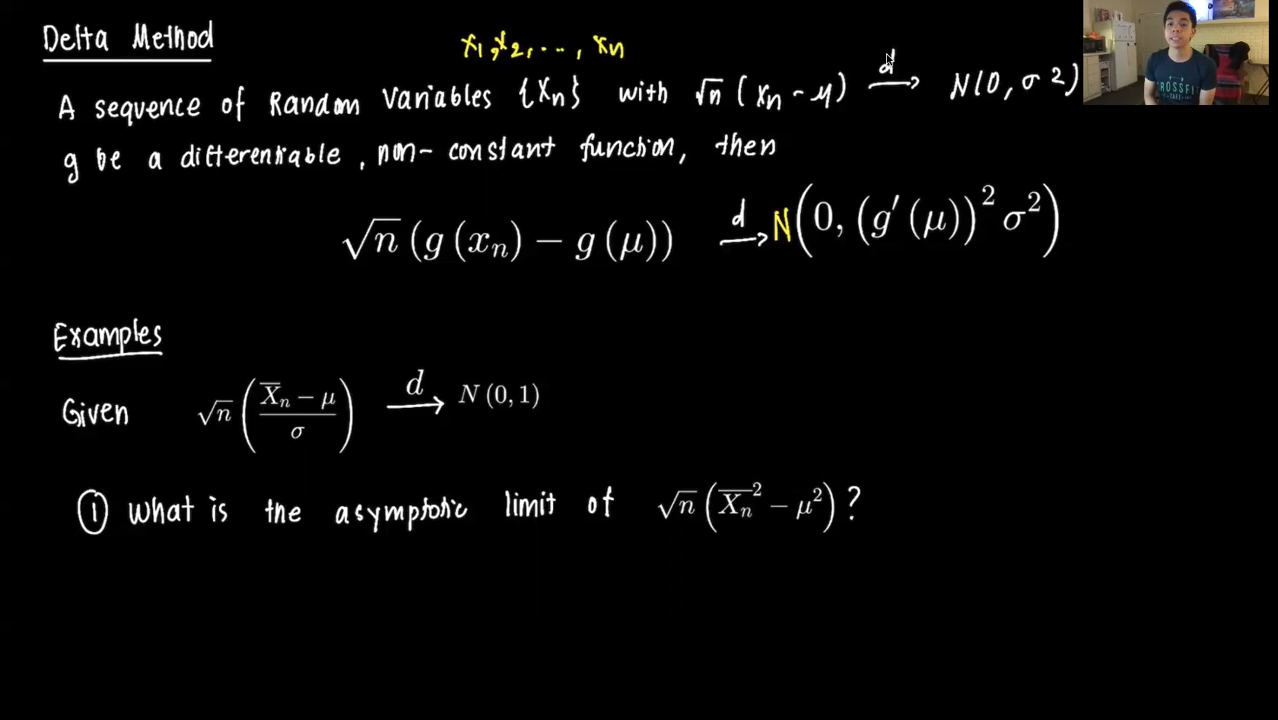 Delta Method
x₁, x₂, ..., xₙ
A sequence of Random Variables {Xₙ} with √n (xₙ - μ) →ᵈ N(0, σ²)
g be a differentiable, non-constant function, then
√n (g(xₙ) − g(μ)) →ᵈ N(0, (g′(μ))² σ²)
Examples
Given √n ((X̅ₙ − μ) / σ) →ᵈ N(0, 1)
① What is the asymptotic limit of √n (X̅ₙ² − μ²)?
ROSSF